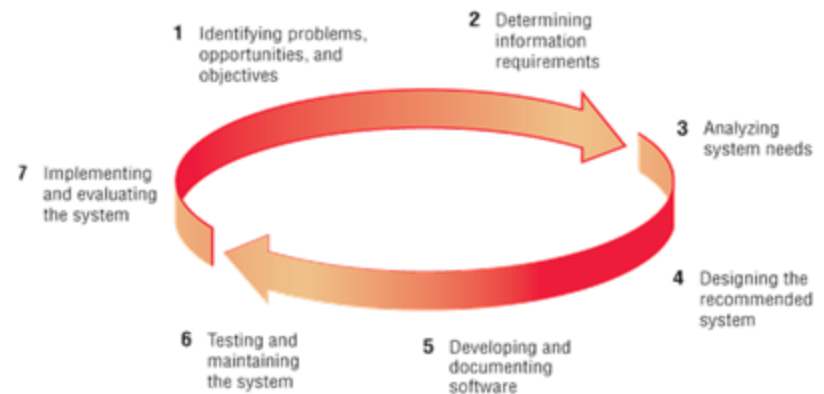 1 Identifying problems,
opportunities, and
objectives
2 Determining
information
requirements
3 Analyzing
system needs
4 Designing the
recommended
system
5 Developing and
documenting
software
6 Testing and
maintaining
the system
7 Implementing
and evaluating
the system